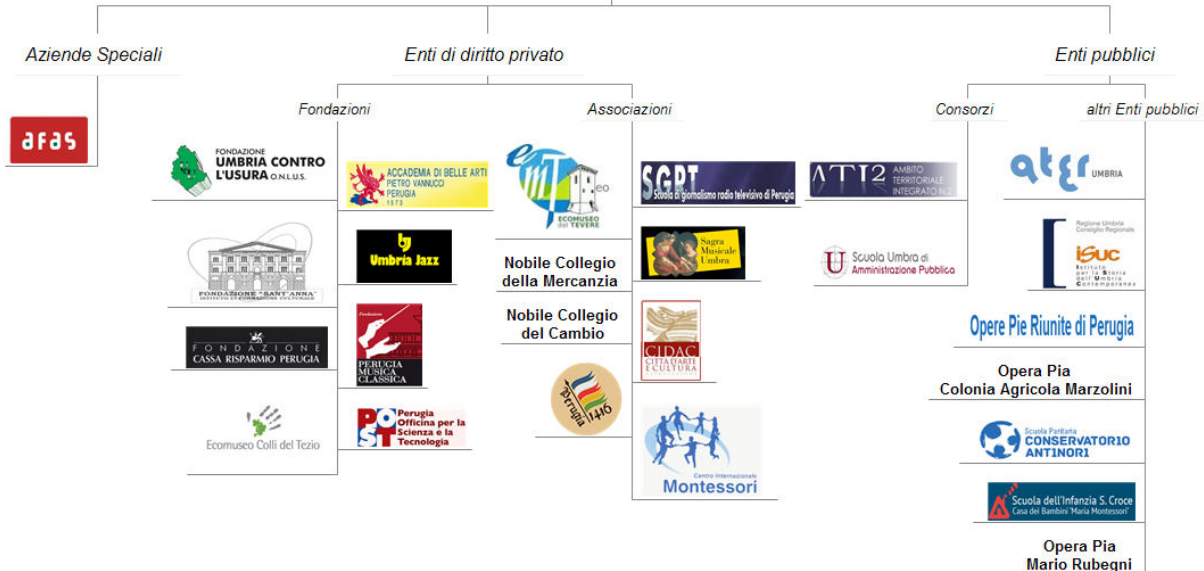 Aziende Speciali
Enti di diritto privato
Enti pubblici
Fondazioni
Associazioni
Consorzi
altri Enti pubblici
afas
FONDAZIONE
UMBRIA CONTRO
L'USURA O.N.L.U.S.
FONDAZIONE "SANT'ANNA"
ISTITUTO DI FORMAZIONE CULTURALE
FONDAZIONE
CASSA RISPARMIO PERUGIA
Ecomuseo Colli del Tezio
ACCADEMIA DI BELLE ARTI
PIETRO VANNUCCI
PERUGIA
1573
Umbria Jazz
Fondazione
PERUGIA
MUSICA
CLASSICA
POST
Perugia
Officina per la
Scienza e la
Tecnologia
emT
eo
ECOMUSEO
del TEVERE
Nobile Collegio
della Mercanzia
Nobile Collegio
del Cambio
Perugia
1416
SGRT
Scuola di giornalismo radio televisivo di Perugia
Sagra
Musicale
Umbra
CIDAC
CITTÀ D'ARTE
E CULTURA
Centro Internazionale
Montessori
ATI2
AMBITO
TERRITORIALE
INTEGRATO N.2
U
Scuola Umbra di
Amministrazione Pubblica
ater
UMBRIA
Regione Umbria
Consiglio Regionale
isuc
Istituto
per la Storia
dell'Umbria
Contemporanea
Opere Pie Riunite di Perugia
Opera Pia
Colonia Agricola Marzolini
Scuola Paritaria
CONSERVATORIO
ANTINORI
Scuola dell'Infanzia S. Croce
Casa dei Bambini 'Maria Montessori'
Opera Pia
Mario Rubegni